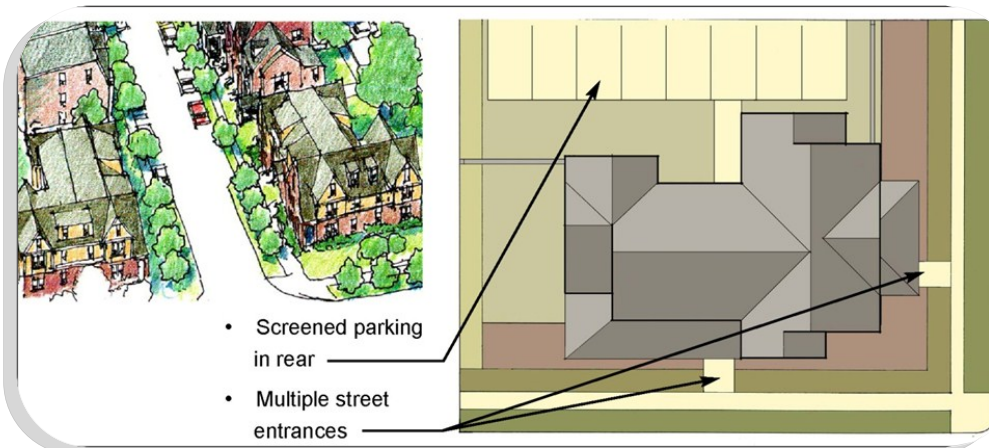 • Screened parking
in rear
• Multiple street
entrances